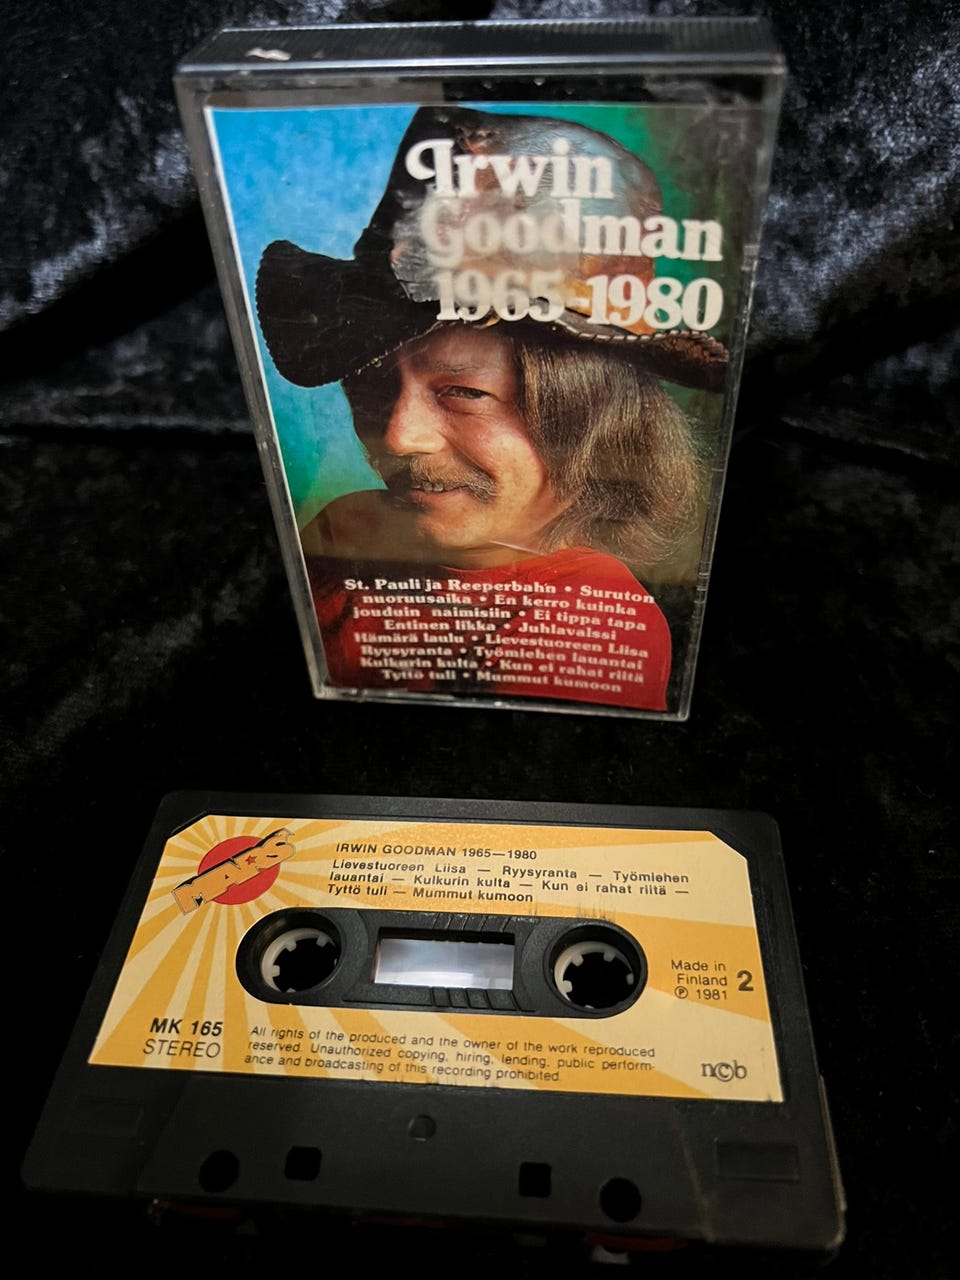 Irwin
Goodman
1965-1980
St. Pauli ja Reeperbahn • Suruton
nuoruusaika • En kerro kuinka
jouduin naimisiin • Ei tippa tapa
Entinen likka • Juhlavalssi
Hämärä laulu • Lievestuoreen Liisa
Ryysyranta • Työmiehen lauantai
Kulkurin kulta • Kun ei rahat riitä
Tyttö tuli • Mummut kumoon
MARS
IRWIN GOODMAN 1965—1980
Lievestuoreen Liisa — Ryysyranta — Työmiehen
lauantai — Kulkurin kulta — Kun ei rahat riitä —
Tyttö tuli — Mummut kumoon
Made in
Finland
℗ 1981
2
MK 165
STEREO
All rights of the produced and the owner of the work reproduced
reserved. Unauthorized copying, hiring, lending, public perform-
ance and broadcasting of this recording prohibited.
n©b